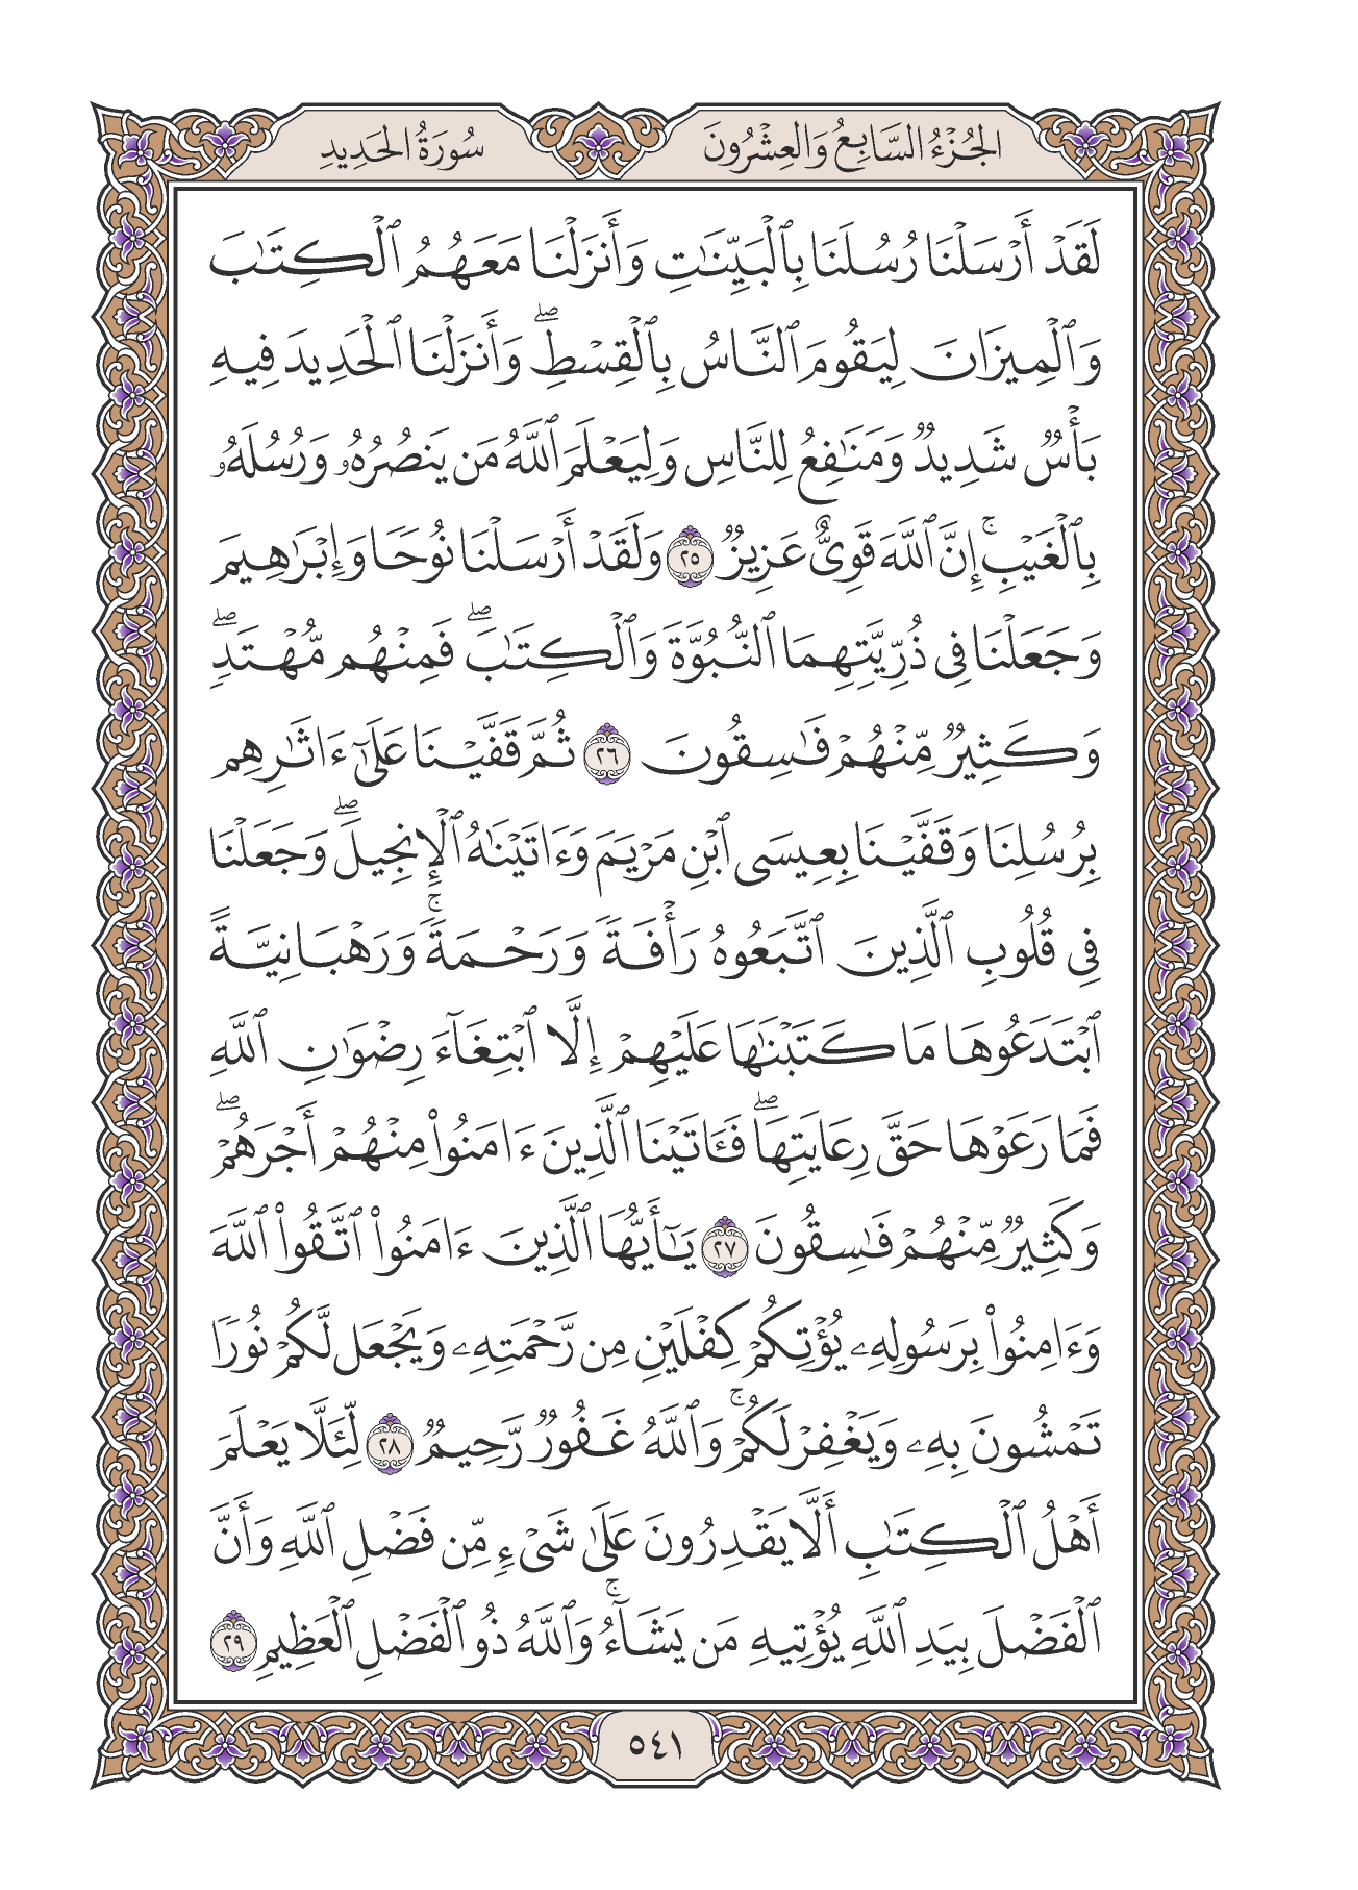 الجُزْءُ السَّابِعُ وَالعِشْرُونَ
سُورَةُ الحَدِيدِ
لَقَدْ أَرْسَلْنَا رُسُلَنَا بِٱلْبَيِّنَٰتِ وَأَنزَلْنَا مَعَهُمُ ٱلْكِتَٰبَ
وَٱلْمِيزَانَ لِيَقُومَ ٱلنَّاسُ بِٱلْقِسْطِۖ وَأَنزَلْنَا ٱلْحَدِيدَ فِيهِ
بَأْسٌ شَدِيدٌ وَمَنَٰفِعُ لِلنَّاسِ وَلِيَعْلَمَ ٱللَّهُ مَن يَنصُرُهُۥ وَرُسُلَهُۥ
بِٱلْغَيْبِۚ إِنَّ ٱللَّهَ قَوِىٌّ عَزِيزٌ ٢٥ وَلَقَدْ أَرْسَلْنَا نُوحًا وَإِبْرَٰهِيمَ
وَجَعَلْنَا فِى ذُرِّيَّتِهِمَا ٱلنُّبُوَّةَ وَٱلْكِتَٰبَۖ فَمِنْهُم مُّهْتَدٍۖ
وَكَثِيرٌ مِّنْهُمْ فَٰسِقُونَ ٢٦ ثُمَّ قَفَّيْنَا عَلَىٰٓ ءَاثَٰرِهِم
بِرُسُلِنَا وَقَفَّيْنَا بِعِيسَى ٱبْنِ مَرْيَمَ وَءَاتَيْنَٰهُ ٱلْإِنجِيلَۖ وَجَعَلْنَا
فِى قُلُوبِ ٱلَّذِينَ ٱتَّبَعُوهُ رَأْفَةً وَرَحْمَةًۚ وَرَهْبَانِيَّةً
ٱبْتَدَعُوهَا مَا كَتَبْنَٰهَا عَلَيْهِمْ إِلَّا ٱبْتِغَآءَ رِضْوَٰنِ ٱللَّهِ
فَمَا رَعَوْهَا حَقَّ رِعَايَتِهَاۖ فَـَٔاتَيْنَا ٱلَّذِينَ ءَامَنُوا۟ مِنْهُمْ أَجْرَهُمْۖ
وَكَثِيرٌ مِّنْهُمْ فَٰسِقُونَ ٢٧ يَٰٓأَيُّهَا ٱلَّذِينَ ءَامَنُوا۟ ٱتَّقُوا۟ ٱللَّهَ
وَءَامِنُوا۟ بِرَسُولِهِۦ يُؤْتِكُمْ كِفْلَيْنِ مِن رَّحْمَتِهِۦ وَيَجْعَل لَّكُمْ نُورًا
تَمْشُونَ بِهِۦ وَيَغْفِرْ لَكُمْۚ وَٱللَّهُ غَفُورٌ رَّحِيمٌ ٢٨ لِّئَلَّا يَعْلَمَ
أَهْلُ ٱلْكِتَٰبِ أَلَّا يَقْدِرُونَ عَلَىٰ شَىْءٍ مِّن فَضْلِ ٱللَّهِ وَأَنَّ
ٱلْفَضْلَ بِيَدِ ٱللَّهِ يُؤْتِيهِ مَن يَشَآءُۚ وَٱللَّهُ ذُو ٱلْفَضْلِ ٱلْعَظِيمِ ٢٩
٥٤١